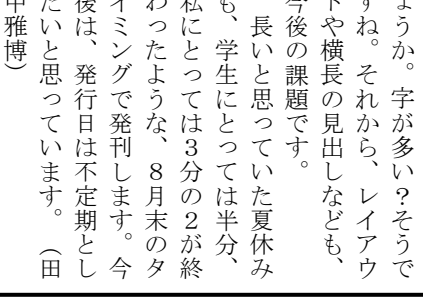 ょうか。字が多い？そうで
すね。それから、レイアウ
トや横長の見出しなども、
今後の課題です。
　長いと思っていた夏休み
も、学生にとっては半分、
私にとっては３分の２が終
わったような、８月末のタ
イミングで発刊します。今
後は、発行日は不定期とし
たいと思っています。（田
中雅博）